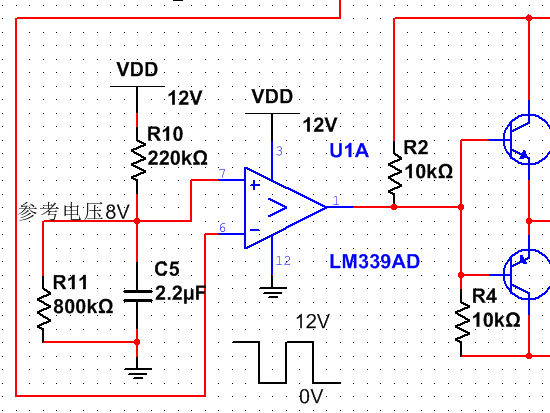 VDD
12V
R10
220kΩ
VDD
12V
3
U1A
R2
10kΩ
7
1
6
12
参考电压8V
LM339AD
R11
800kΩ
C5
2.2µF
R4
10kΩ
12V
0V